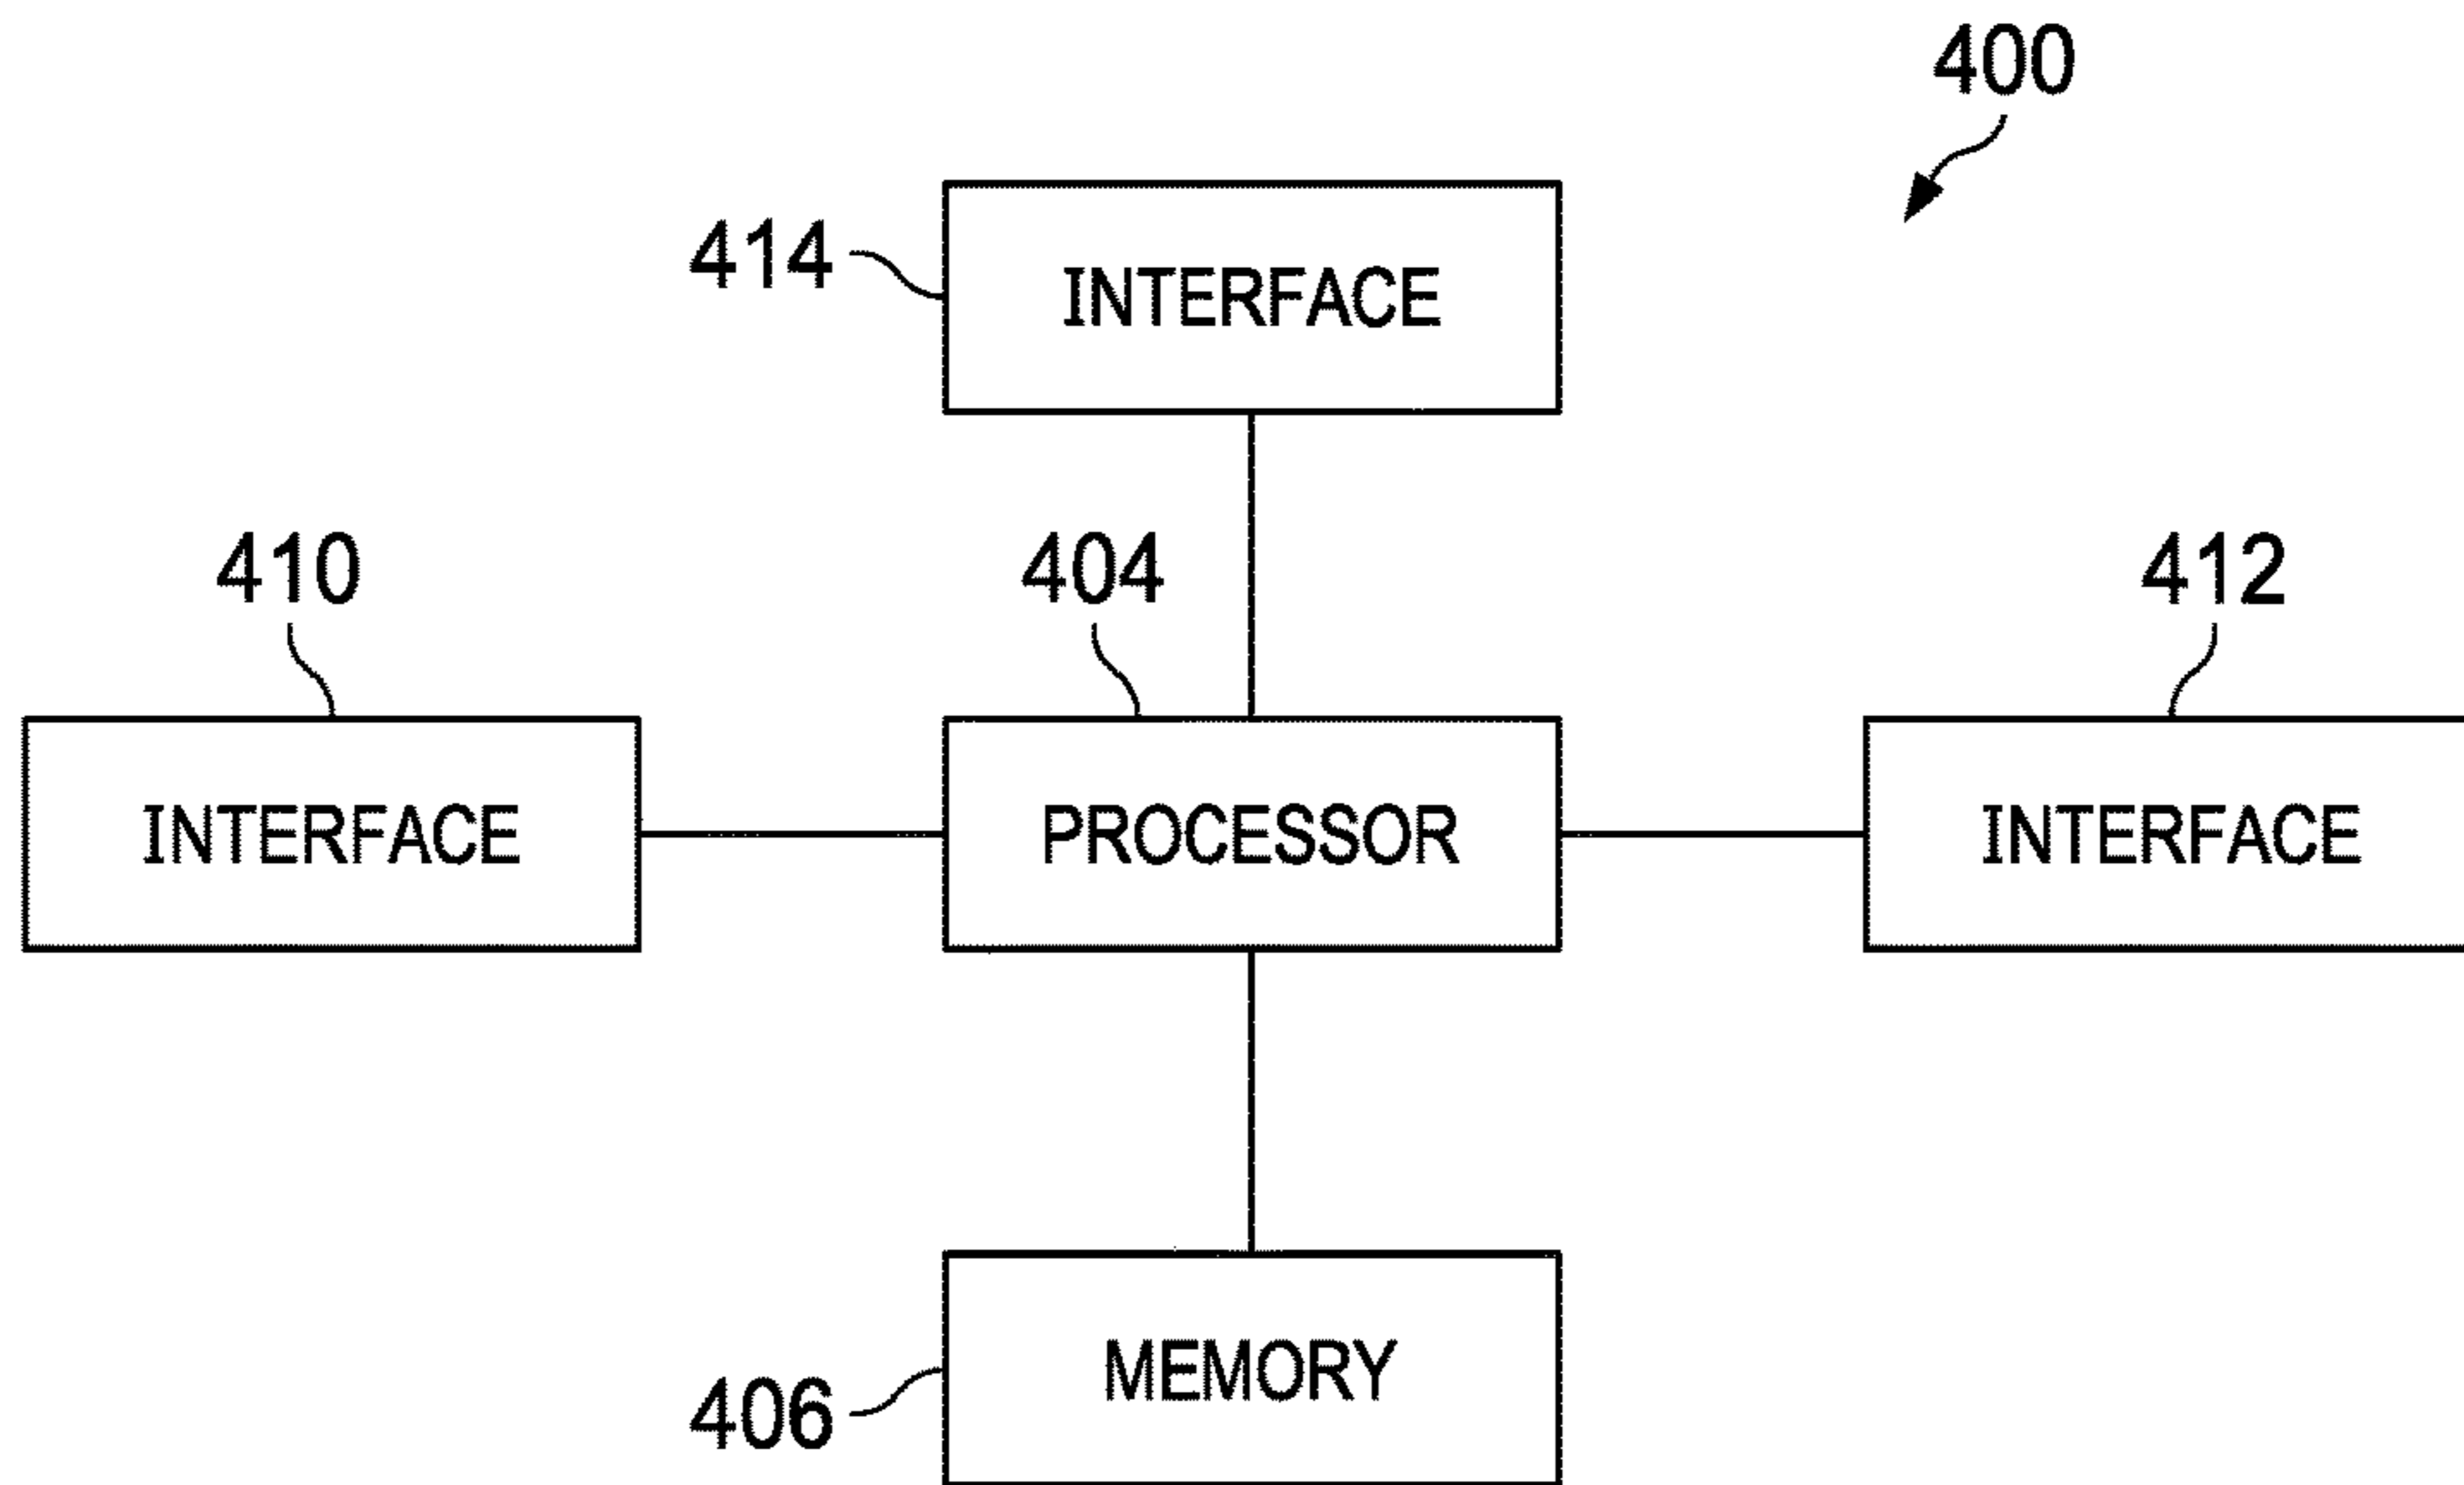 400
414
INTERFACE
410
404
412
INTERFACE
PROCESSOR
INTERFACE
MEMORY
406